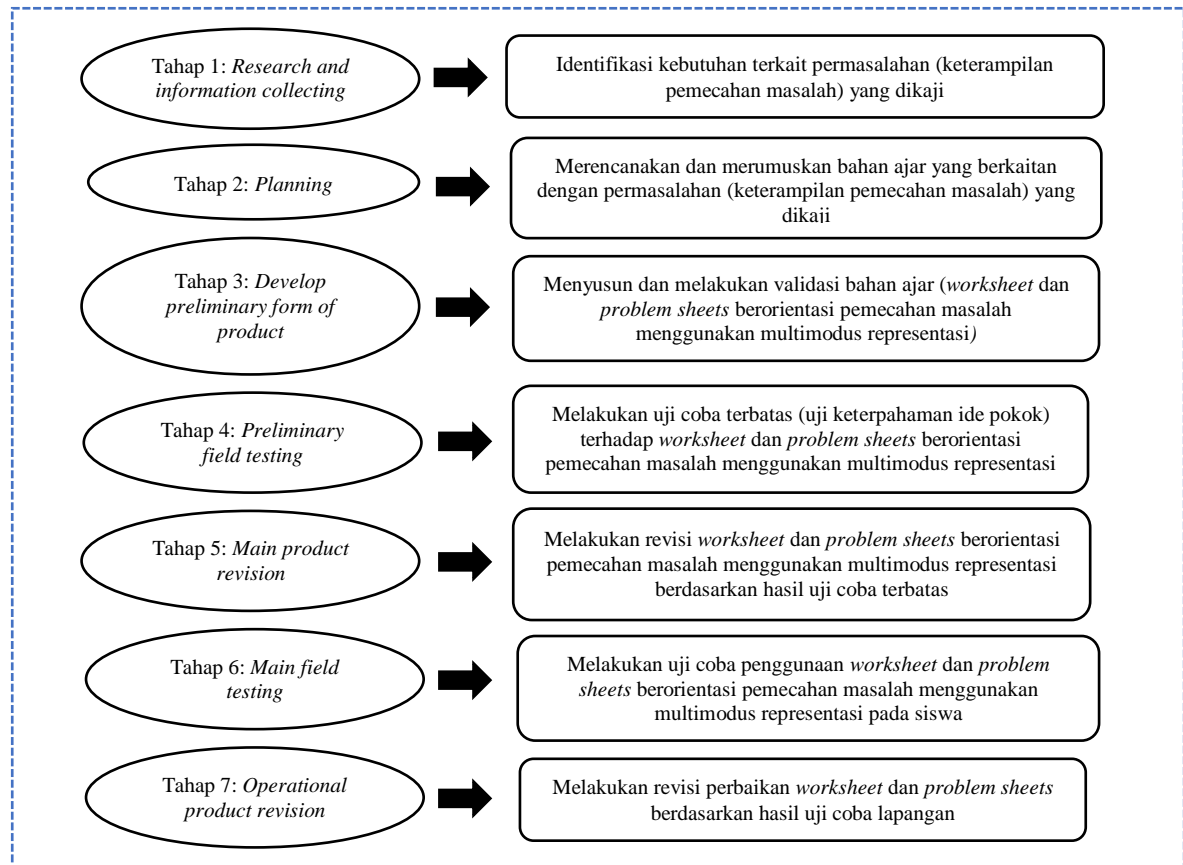 Tahap 1: Research and
information collecting
Identifikasi kebutuhan terkait permasalahan (keterampilan
pemecahan masalah) yang dikaji
Tahap 2: Planning
Merencanakan dan merumuskan bahan ajar yang berkaitan
dengan permasalahan (keterampilan pemecahan masalah) yang
dikaji
Tahap 3: Develop
preliminary form of
product
Menyusun dan melakukan validasi bahan ajar (worksheet dan
problem sheets berorientasi pemecahan masalah
menggunakan multimodus representasi)
Tahap 4: Preliminary
field testing
Melakukan uji coba terbatas (uji keterpahaman ide pokok)
terhadap worksheet dan problem sheets berorientasi
pemecahan masalah menggunakan multimodus representasi
Tahap 5: Main product
revision
Melakukan revisi worksheet dan problem sheets berorientasi
pemecahan masalah menggunakan multimodus representasi
berdasarkan hasil uji coba terbatas
Tahap 6: Main field
testing
Melakukan uji coba penggunaan worksheet dan problem
sheets berorientasi pemecahan masalah menggunakan
multimodus representasi pada siswa
Tahap 7: Operational
product revision
Melakukan revisi perbaikan worksheet dan problem sheets
berdasarkan hasil uji coba lapangan